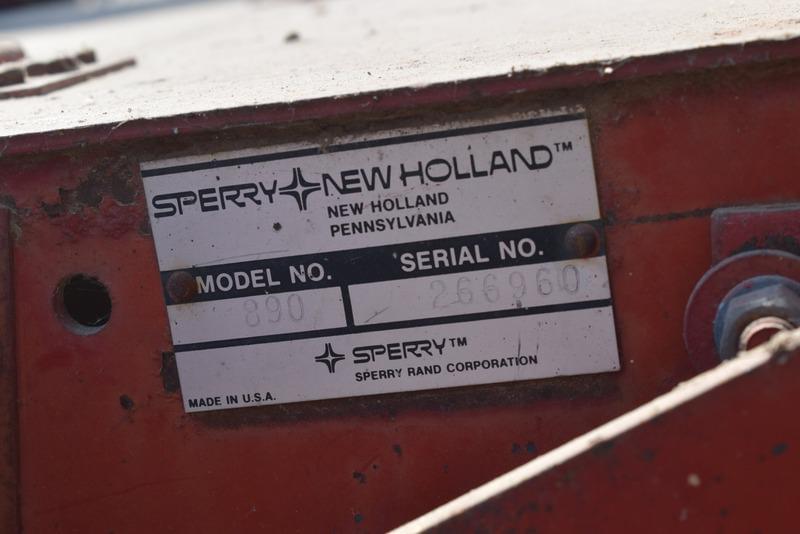 SPERRY NEW HOLLAND™
NEW HOLLAND
PENNSYLVANIA
MODEL NO. SERIAL NO.
890 266960
SPERRY™
SPERRY RAND CORPORATION
MADE IN U.S.A.